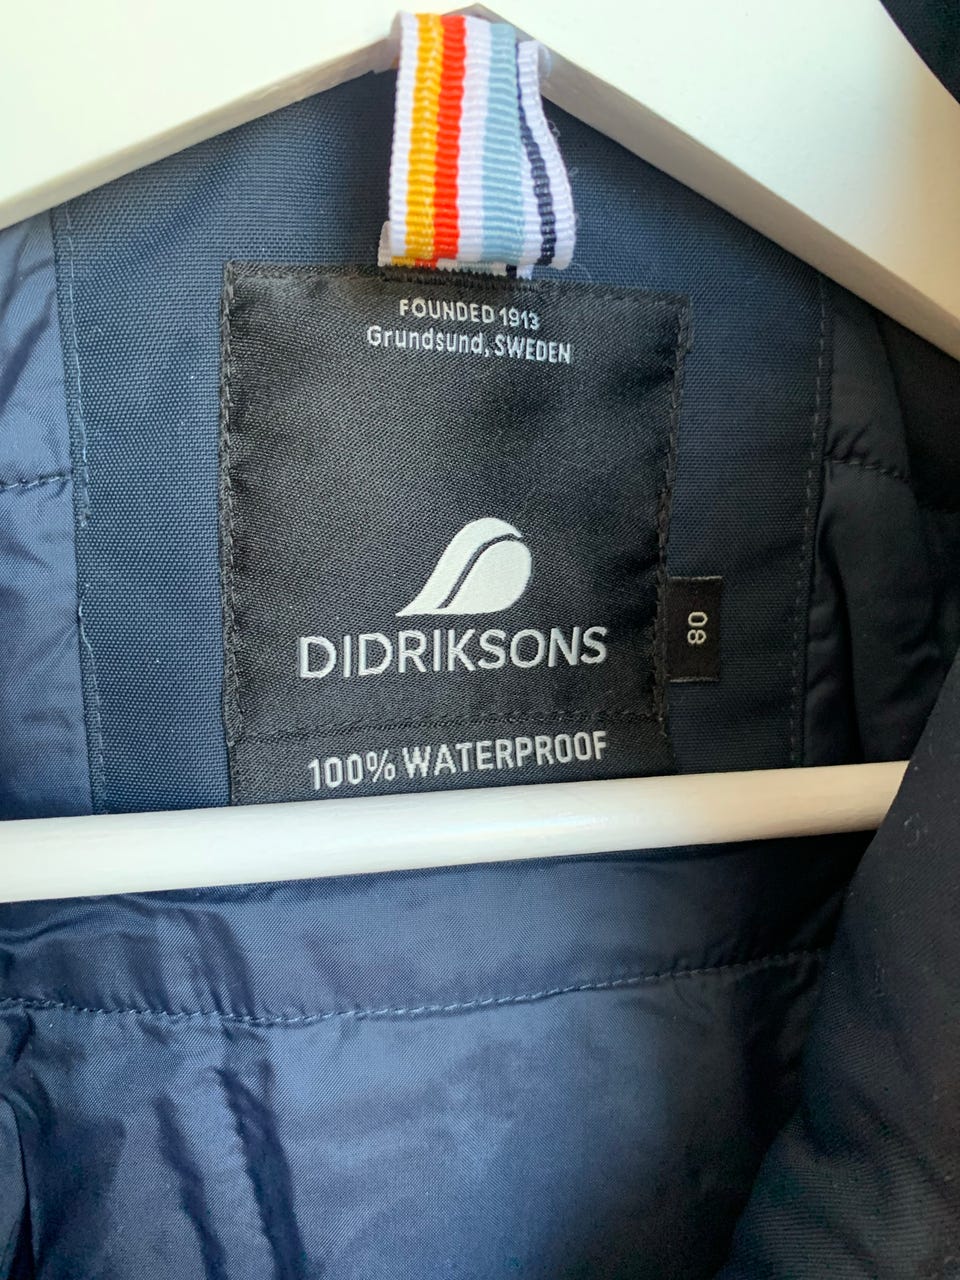 FOUNDED 1913
Grundsund, SWEDEN
DIDRIKSONS
80
100% WATERPROOF